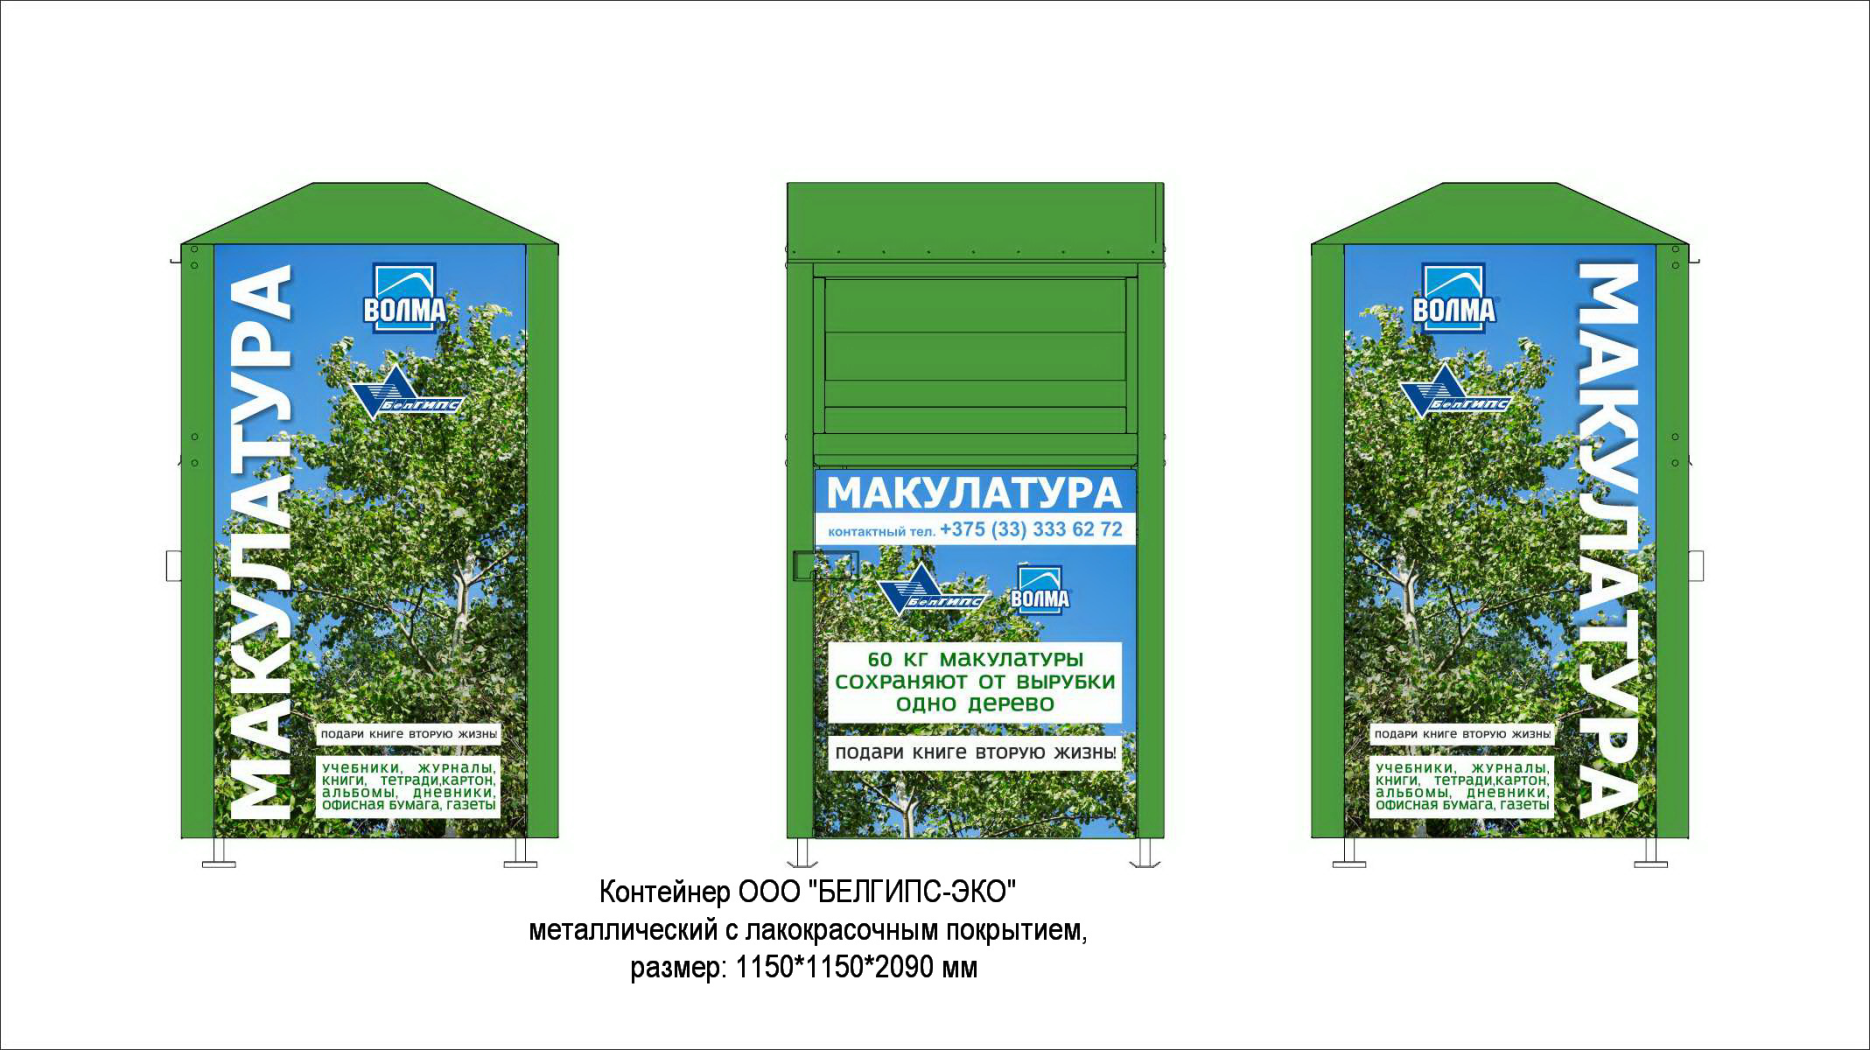 МАКУЛАТУРА
ВОЛМА
БелГИПС
ПОДАРИ КНИГЕ ВТОРУЮ ЖИЗНЬ!
УЧЕБНИКИ, ЖУРНАЛЫ,
КНИГИ, ТЕТРАДИ,КАРТОН,
АЛЬБОМЫ, ДНЕВНИКИ,
ОФИСНАЯ БУМАГА, ГАЗЕТЫ
МАКУЛАТУРА
контактный тел. +375 (33) 333 62 72
БелГИПС
ВОЛМА
60 КГ МАКУЛАТУРЫ
СОХРАНЯЮТ ОТ ВЫРУБКИ
ОДНО ДЕРЕВО
ПОДАРИ КНИГЕ ВТОРУЮ ЖИЗНЬ!
ВОЛМА
БелГИПС
МАКУЛАТУРА
ПОДАРИ КНИГЕ ВТОРУЮ ЖИЗНЬ!
УЧЕБНИКИ, ЖУРНАЛЫ,
КНИГИ, ТЕТРАДИ,КАРТОН,
АЛЬБОМЫ, ДНЕВНИКИ,
ОФИСНАЯ БУМАГА, ГАЗЕТЫ
Контейнер ООО "БЕЛГИПС-ЭКО"
металлический с лакокрасочным покрытием,
размер: 1150*1150*2090 мм